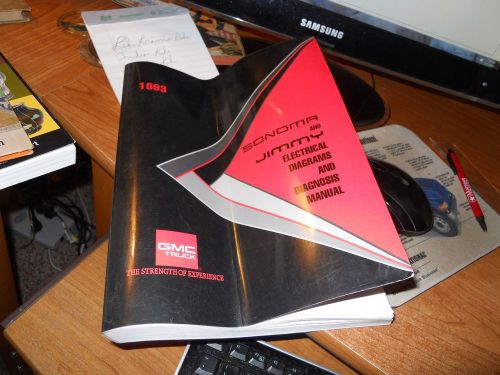 SAMSUNG
1993
SONOMA
AND
JIMMY
ELECTRICAL
DIAGRAMS
AND
DIAGNOSIS
MANUAL
GMC
TRUCK
THE STRENGTH OF EXPERIENCE